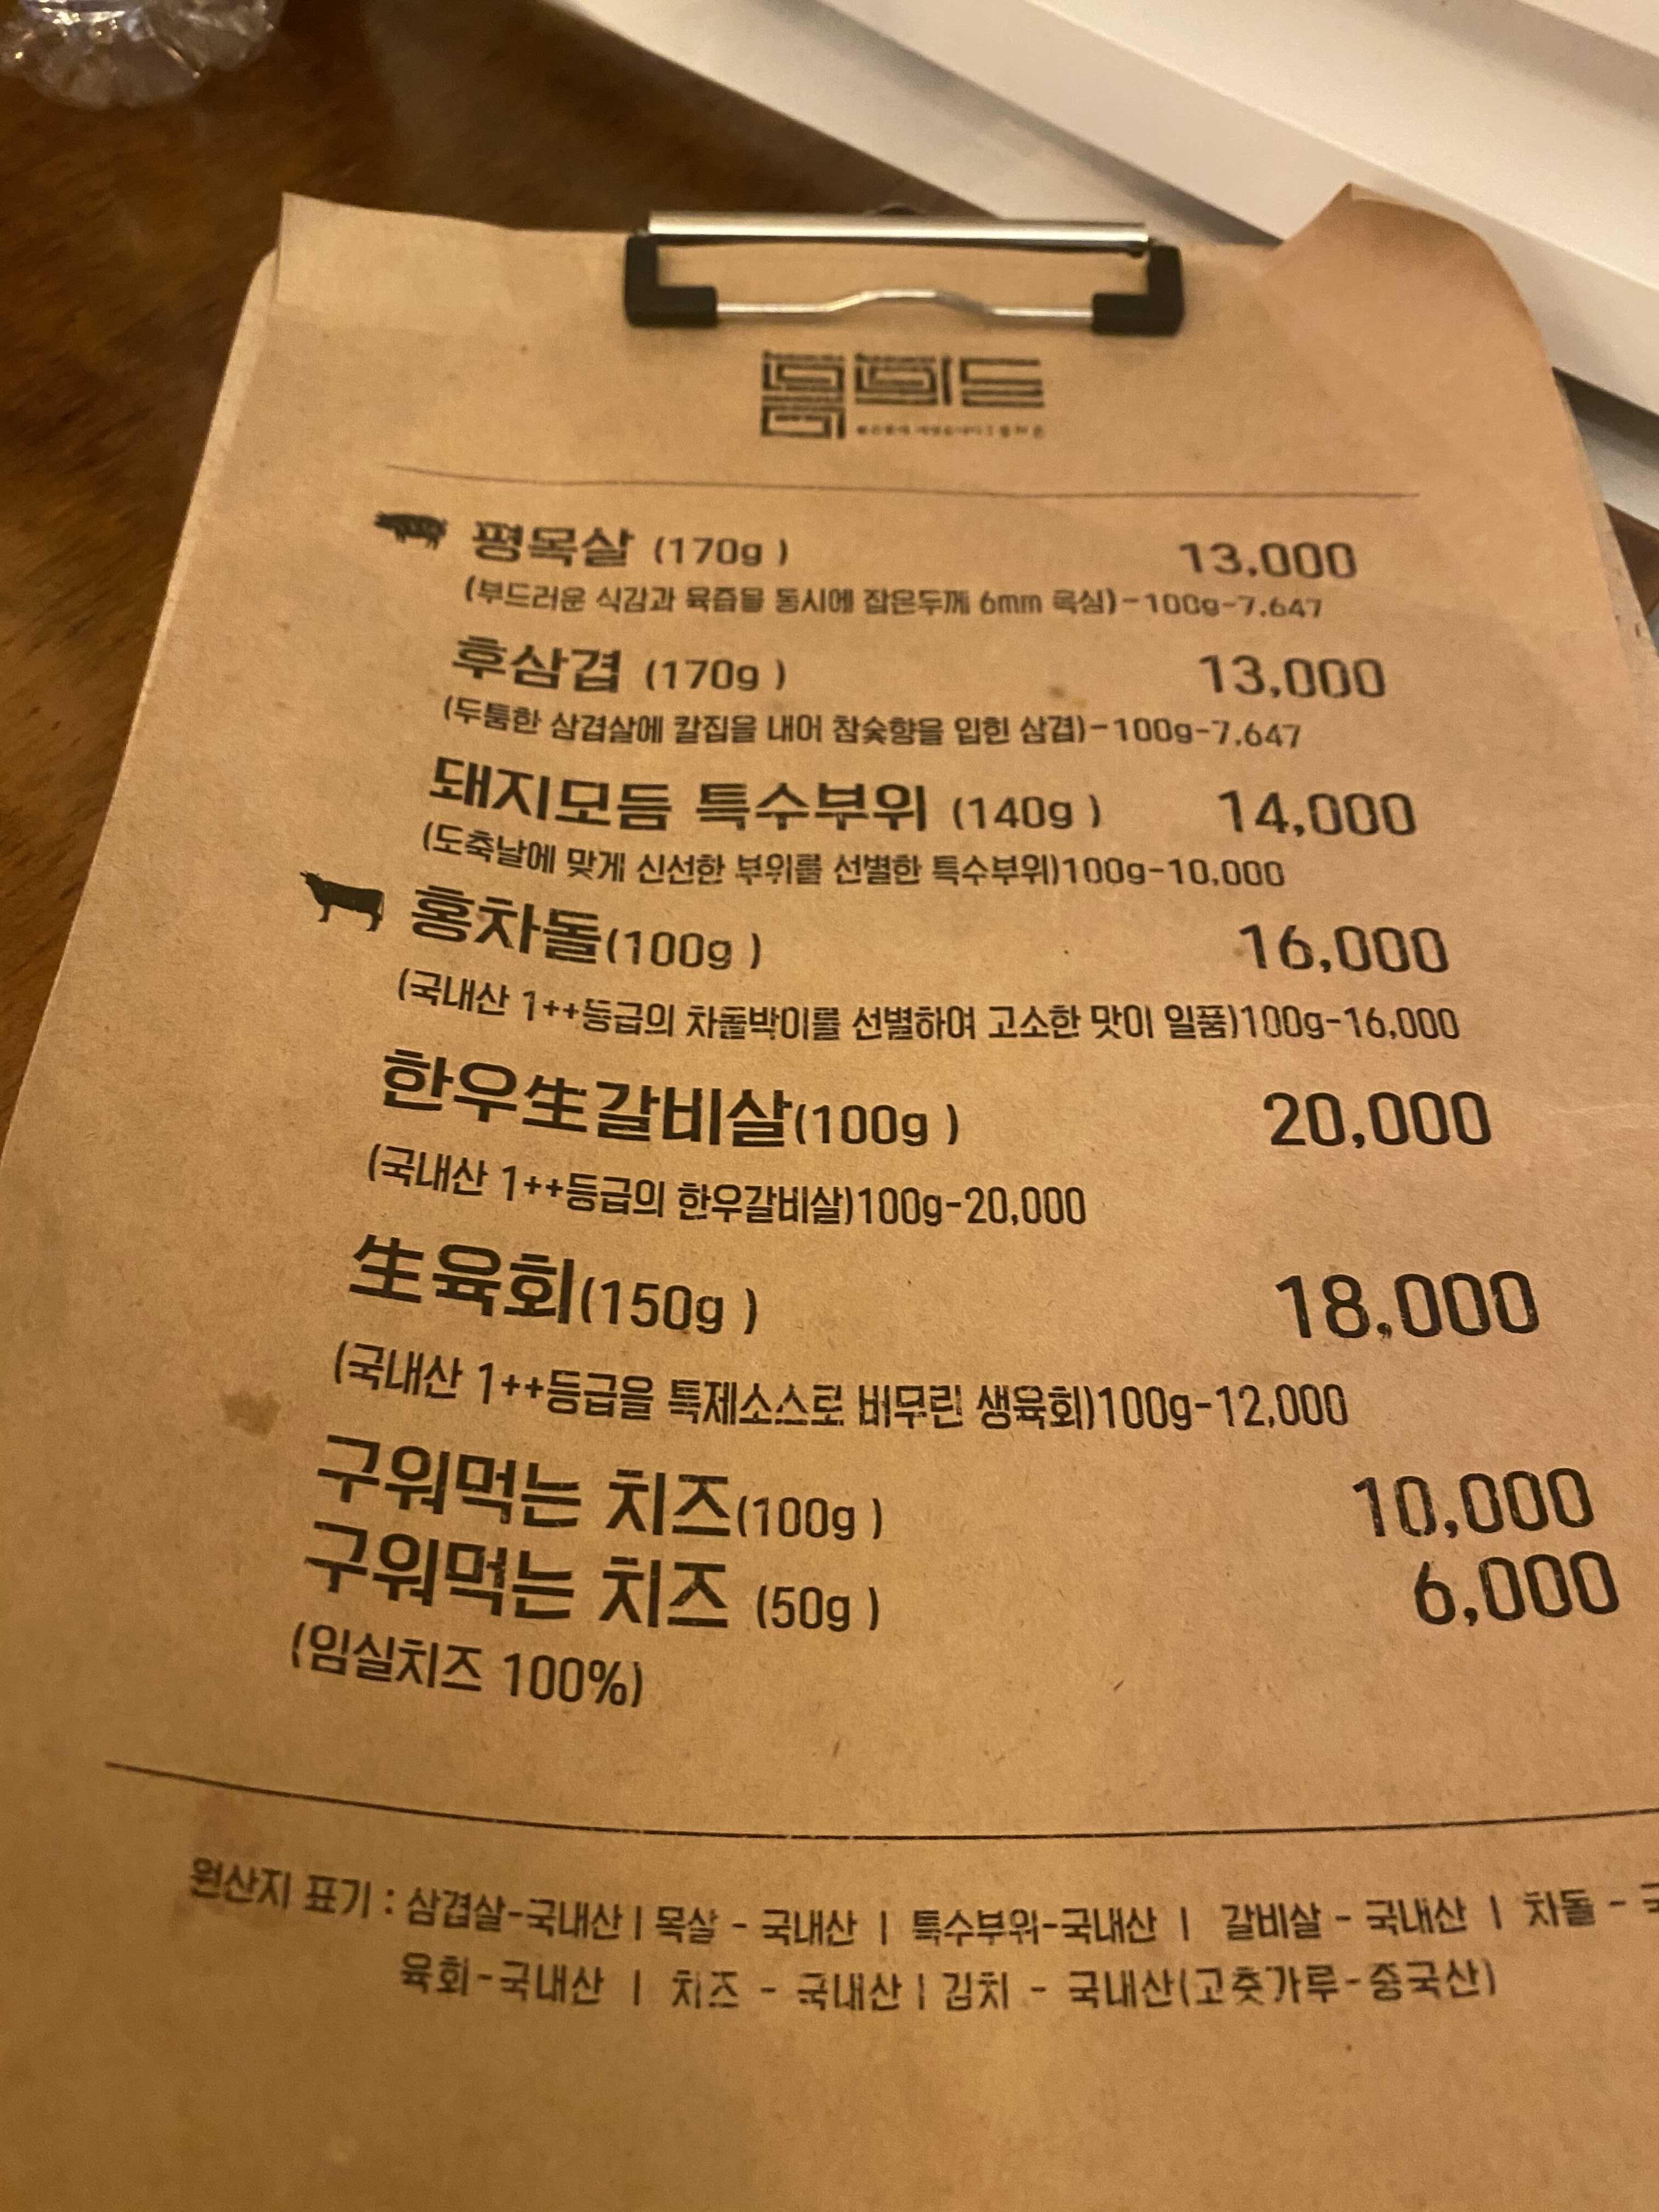 평목살 (170g ) 13.000
(부드러운 식감과 육즙을 동시에 잡은두께 6mm 목심)-100g-7.647
후삼겹 (170g ) 13,000
(두툼한 삼겹살에 칼집을 내어 참숯향을 입힌 삼겹)-100g-7.647
돼지모듬 특수부위 (140g ) 14,000
(도축날에 맞게 신선한 부위를 선별한 특수부위)100g-10,000
홍차돌(100g ) 16,000
(국내산 1++등급의 차돌박이를 선별하여 고소한 맛이 일품)100g-16,000
한우生갈비살(100g ) 20,000
(국내산 1++등급의 한우갈비살)100g-20,000
生육회(150g ) 18.000
(국내산 1++등급을 특제소스로 버무린 생육회)100g-12,000
구워먹는 치즈(100g ) 10,000
구워먹는 치즈 (50g ) 6,000
(임실치즈 100%)
원산지 표기 : 삼겹살-국내산 | 목살 - 국내산 | 특수부위-국내산 | 갈비살 - 국내산 | 차돌 -
육회-국내산 | 치즈 - 국내산 | 김치 - 국내산(고춧가루-중국산)